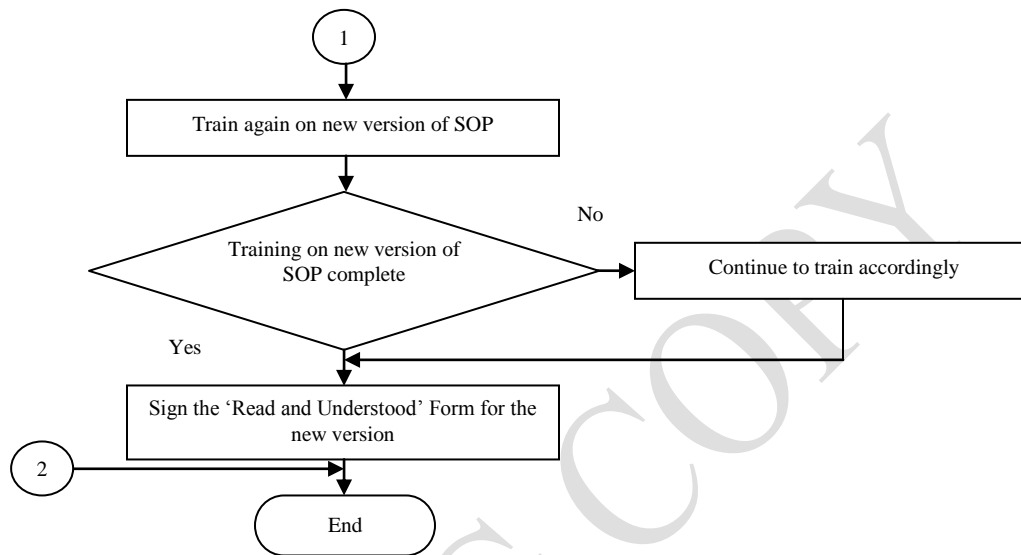 1
Train again on new version of SOP
No
Training on new version of
SOP complete
Continue to train accordingly
Yes
Sign the ‘Read and Understood’ Form for the
new version
2
End
COPY